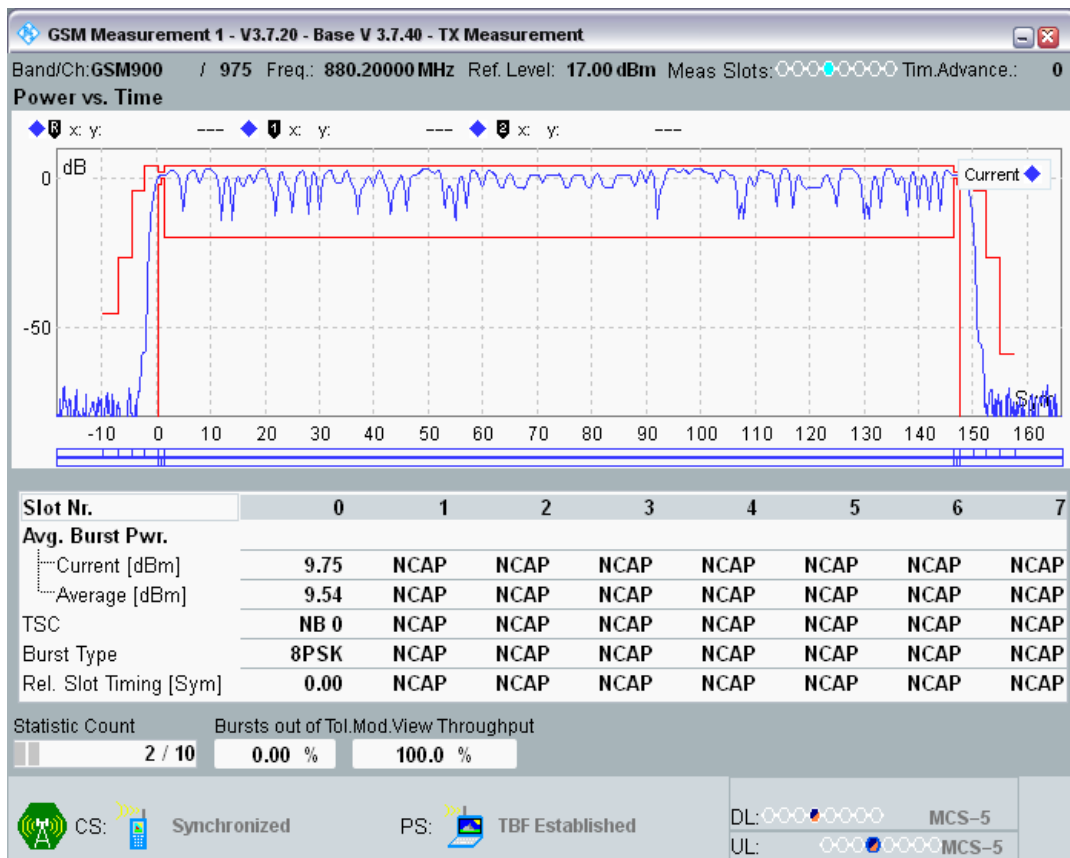 GSM Measurement 1 - V3.7.20 - Base V 3.7.40 - TX Measurement
Band/Ch:GSM900 / 975 Freq.: 880.20000 MHz Ref. Level: 17.00 dBm Meas Slots: Tim.Advance.: 0
Power vs. Time
R x: y: --- 1 x: y: --- 2 x: y: ---
dB
0
Current
-50
Sym
-10 0 10 20 30 40 50 60 70 80 90 100 110 120 130 140 150 160
Slot Nr. 0 1 2 3 4 5 6 7
Avg. Burst Pwr.
Current [dBm] 9.75 NCAP NCAP NCAP NCAP NCAP NCAP NCAP
Average [dBm] 9.54 NCAP NCAP NCAP NCAP NCAP NCAP NCAP
TSC NB 0 NCAP NCAP NCAP NCAP NCAP NCAP NCAP
Burst Type 8PSK NCAP NCAP NCAP NCAP NCAP NCAP NCAP
Rel. Slot Timing [Sym] 0.00 NCAP NCAP NCAP NCAP NCAP NCAP NCAP
Statistic Count Bursts out of Tol.Mod.View Throughput
2 / 10 0.00 % 100.0 %
CS: Synchronized PS: TBF Established
DL: MCS-5
UL: MCS-5